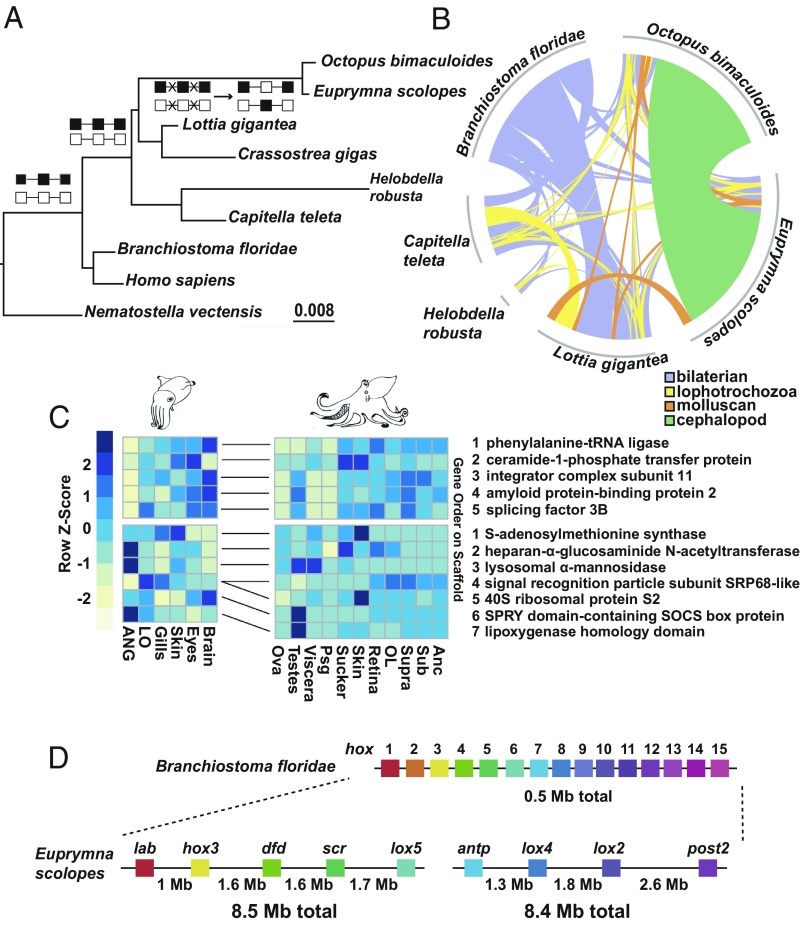 A
Octopus bimaculoides
Euprymna scolopes
Lottia gigantea
Crassostrea gigas
Helobdella
robusta
Capitella teleta
Branchiostoma floridae
Homo sapiens
Nematostella vectensis
0.008
B
Branchiostoma floridae
Octopus bimaculoides
Capitella
teleta
Helobdella
robusta
Lottia gigantea
Euprymna scolopes
bilaterian
lophotrochozoa
molluscan
cephalopod
C
Row Z-Score
2
1
0
-1
-2
ANG
LO
Gills
Skin
Eyes
Brain
Ova
Testes
Viscera
Psg
Sucker
Skin
Retina
OL
Supra
Sub
Anc
Gene Order on Scaffold
1 phenylalanine-tRNA ligase
2 ceramide-1-phosphate transfer protein
3 integrator complex subunit 11
4 amyloid protein-binding protein 2
5 splicing factor 3B
1 S-adenosylmethionine synthase
2 heparan-α-glucosaminide N-acetyltransferase
3 lysosomal α-mannosidase
4 signal recognition particle subunit SRP68-like
5 40S ribosomal protein S2
6 SPRY domain-containing SOCS box protein
7 lipoxygenase homology domain
D
hox 1 2 3 4 5 6 7 8 9 10 11 12 13 14 15
Branchiostoma floridae
0.5 Mb total
Euprymna
scolopes
lab hox3 dfd scr lox5 antp lox4 lox2 post2
1 Mb 1.6 Mb 1.6 Mb 1.7 Mb 1.3 Mb 1.8 Mb 2.6 Mb
8.5 Mb total 8.4 Mb total